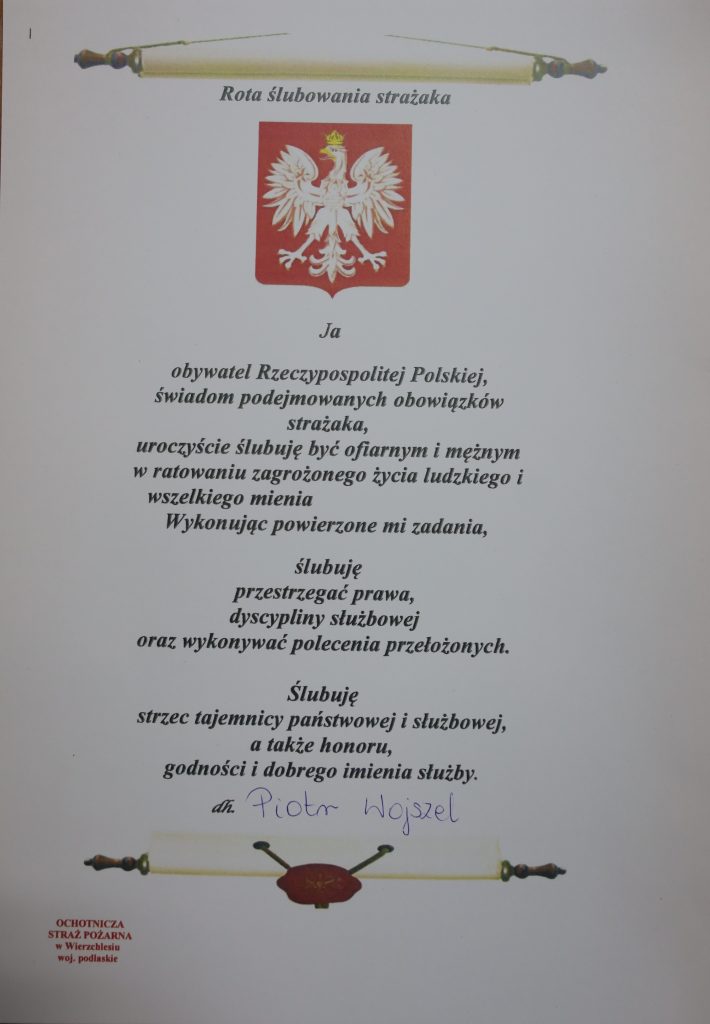 Rota ślubowania strażaka
Ja
obywatel Rzeczypospolitej Polskiej,
świadom podejmowanych obowiązków
strażaka,
uroczyście ślubuję być ofiarnym i mężnym
w ratowaniu zagrożonego życia ludzkiego i
wszelkiego mienia
Wykonując powierzone mi zadania,
ślubuję
przestrzegać prawa,
dyscypliny służbowej
oraz wykonywać polecenia przełożonych.
Ślubuję
strzec tajemnicy państwowej i służbowej,
a także honoru,
godności i dobrego imienia służby.
dh. Piotr Wojszel
OCHOTNICZA
STRAŻ POŻARNA
w Wierzchlesiu
woj. podlaskie